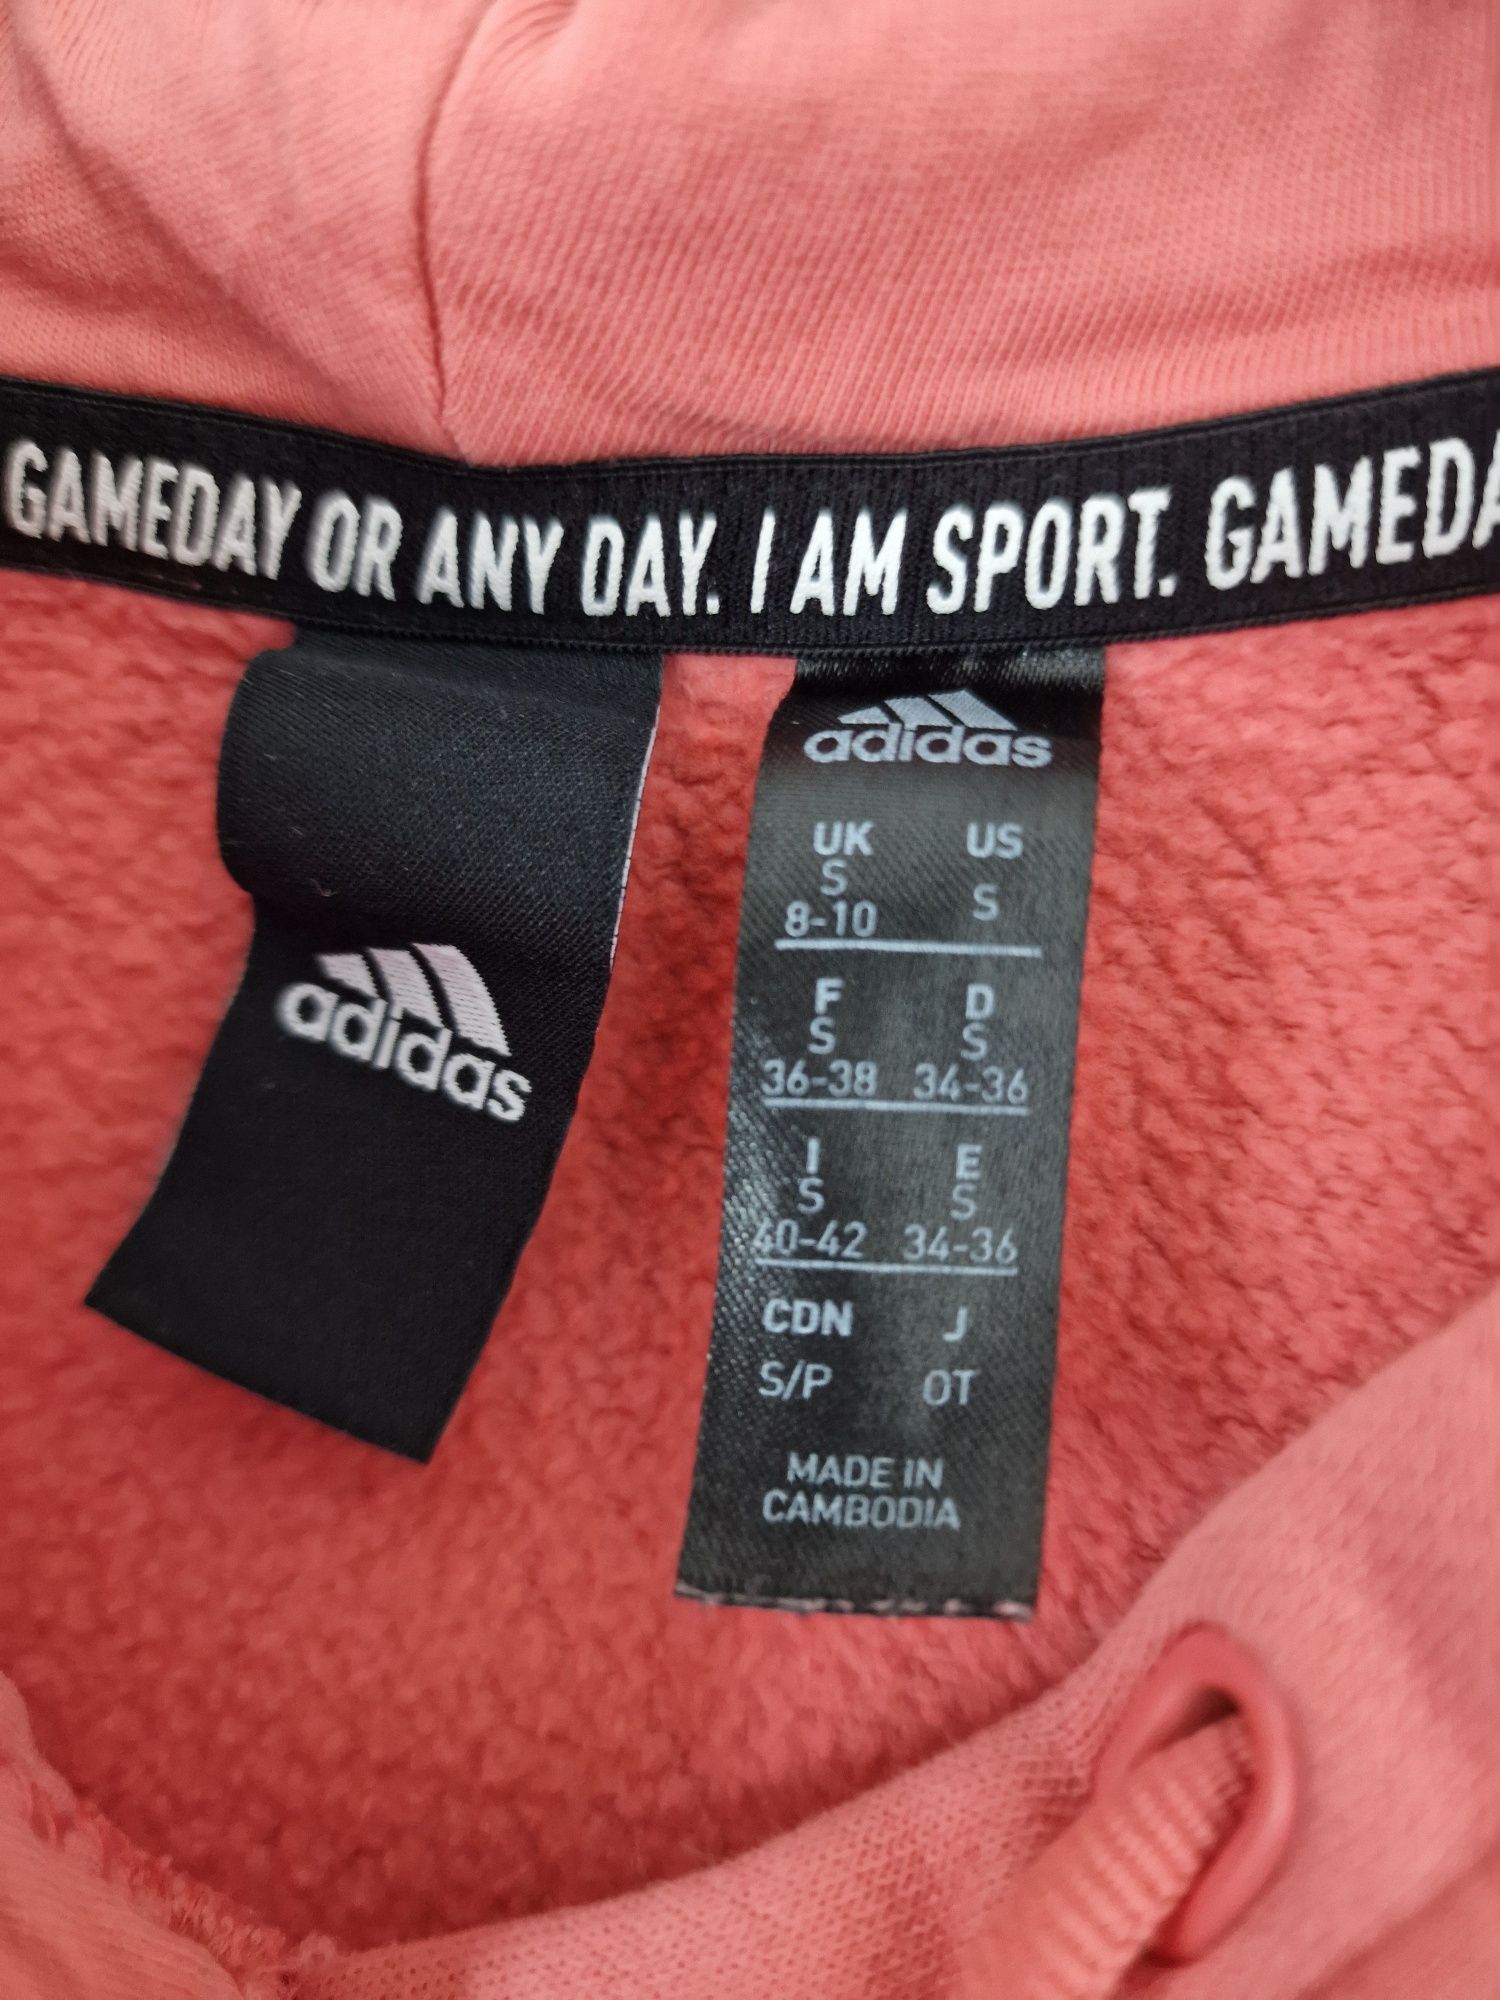 GAMEDAY OR ANY DAY. I AM SPORT. GAMEDA
adidas
adidas
UK US
S S
8-10
F D
S S
36-38 34-36
I E
S S
40-42 34-36
CDN J
S/P OT
MADE IN
CAMBODIA